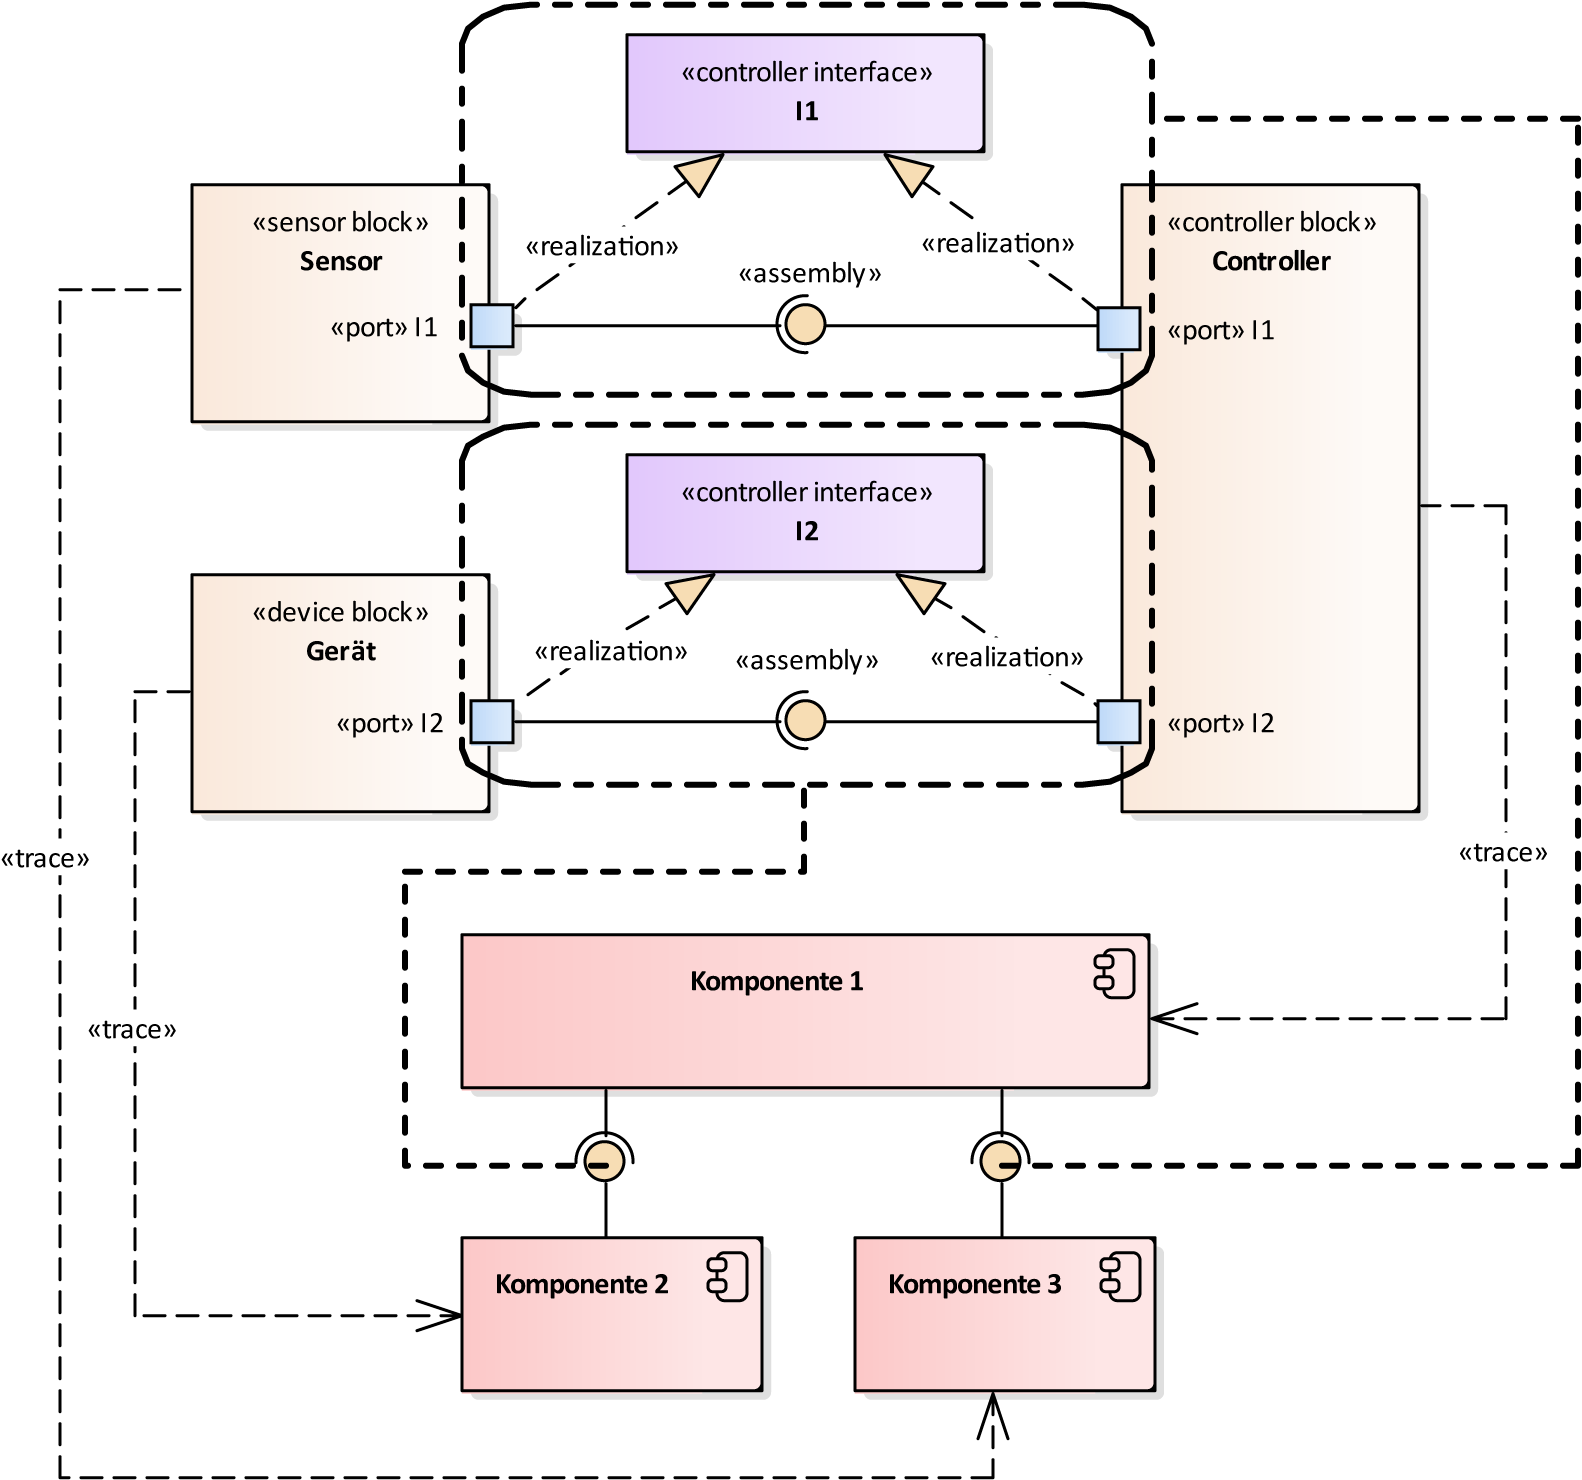 «controller interface»
I1
«sensor block»
Sensor
«controller block»
Controller
«realization»
«realization»
«assembly»
«port» I1
«port» I1
«controller interface»
I2
«device block»
Gerät
«realization»
«assembly»
«realization»
«port» I2
«port» I2
«trace»
«trace»
Komponente 1
«trace»
Komponente 2
Komponente 3